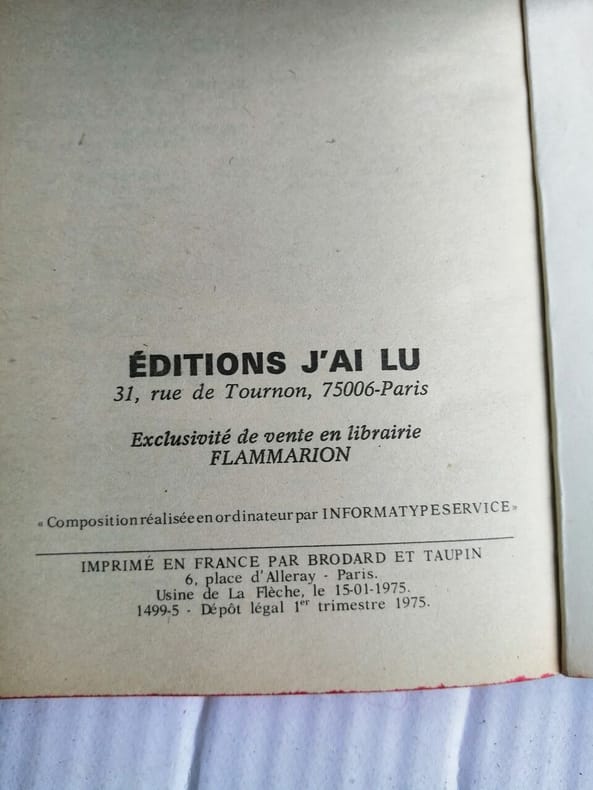 ÉDITIONS J'AI LU
31, rue de Tournon, 75006-Paris
Exclusivité de vente en librairie
FLAMMARION
« Composition réalisée en ordinateur par INFORMATYPE SERVICE »
IMPRIMÉ EN FRANCE PAR BRODARD ET TAUPIN
6, place d'Alleray - Paris.
Usine de La Flèche, le 15-01-1975.
1499-5 - Dépôt légal 1er trimestre 1975.